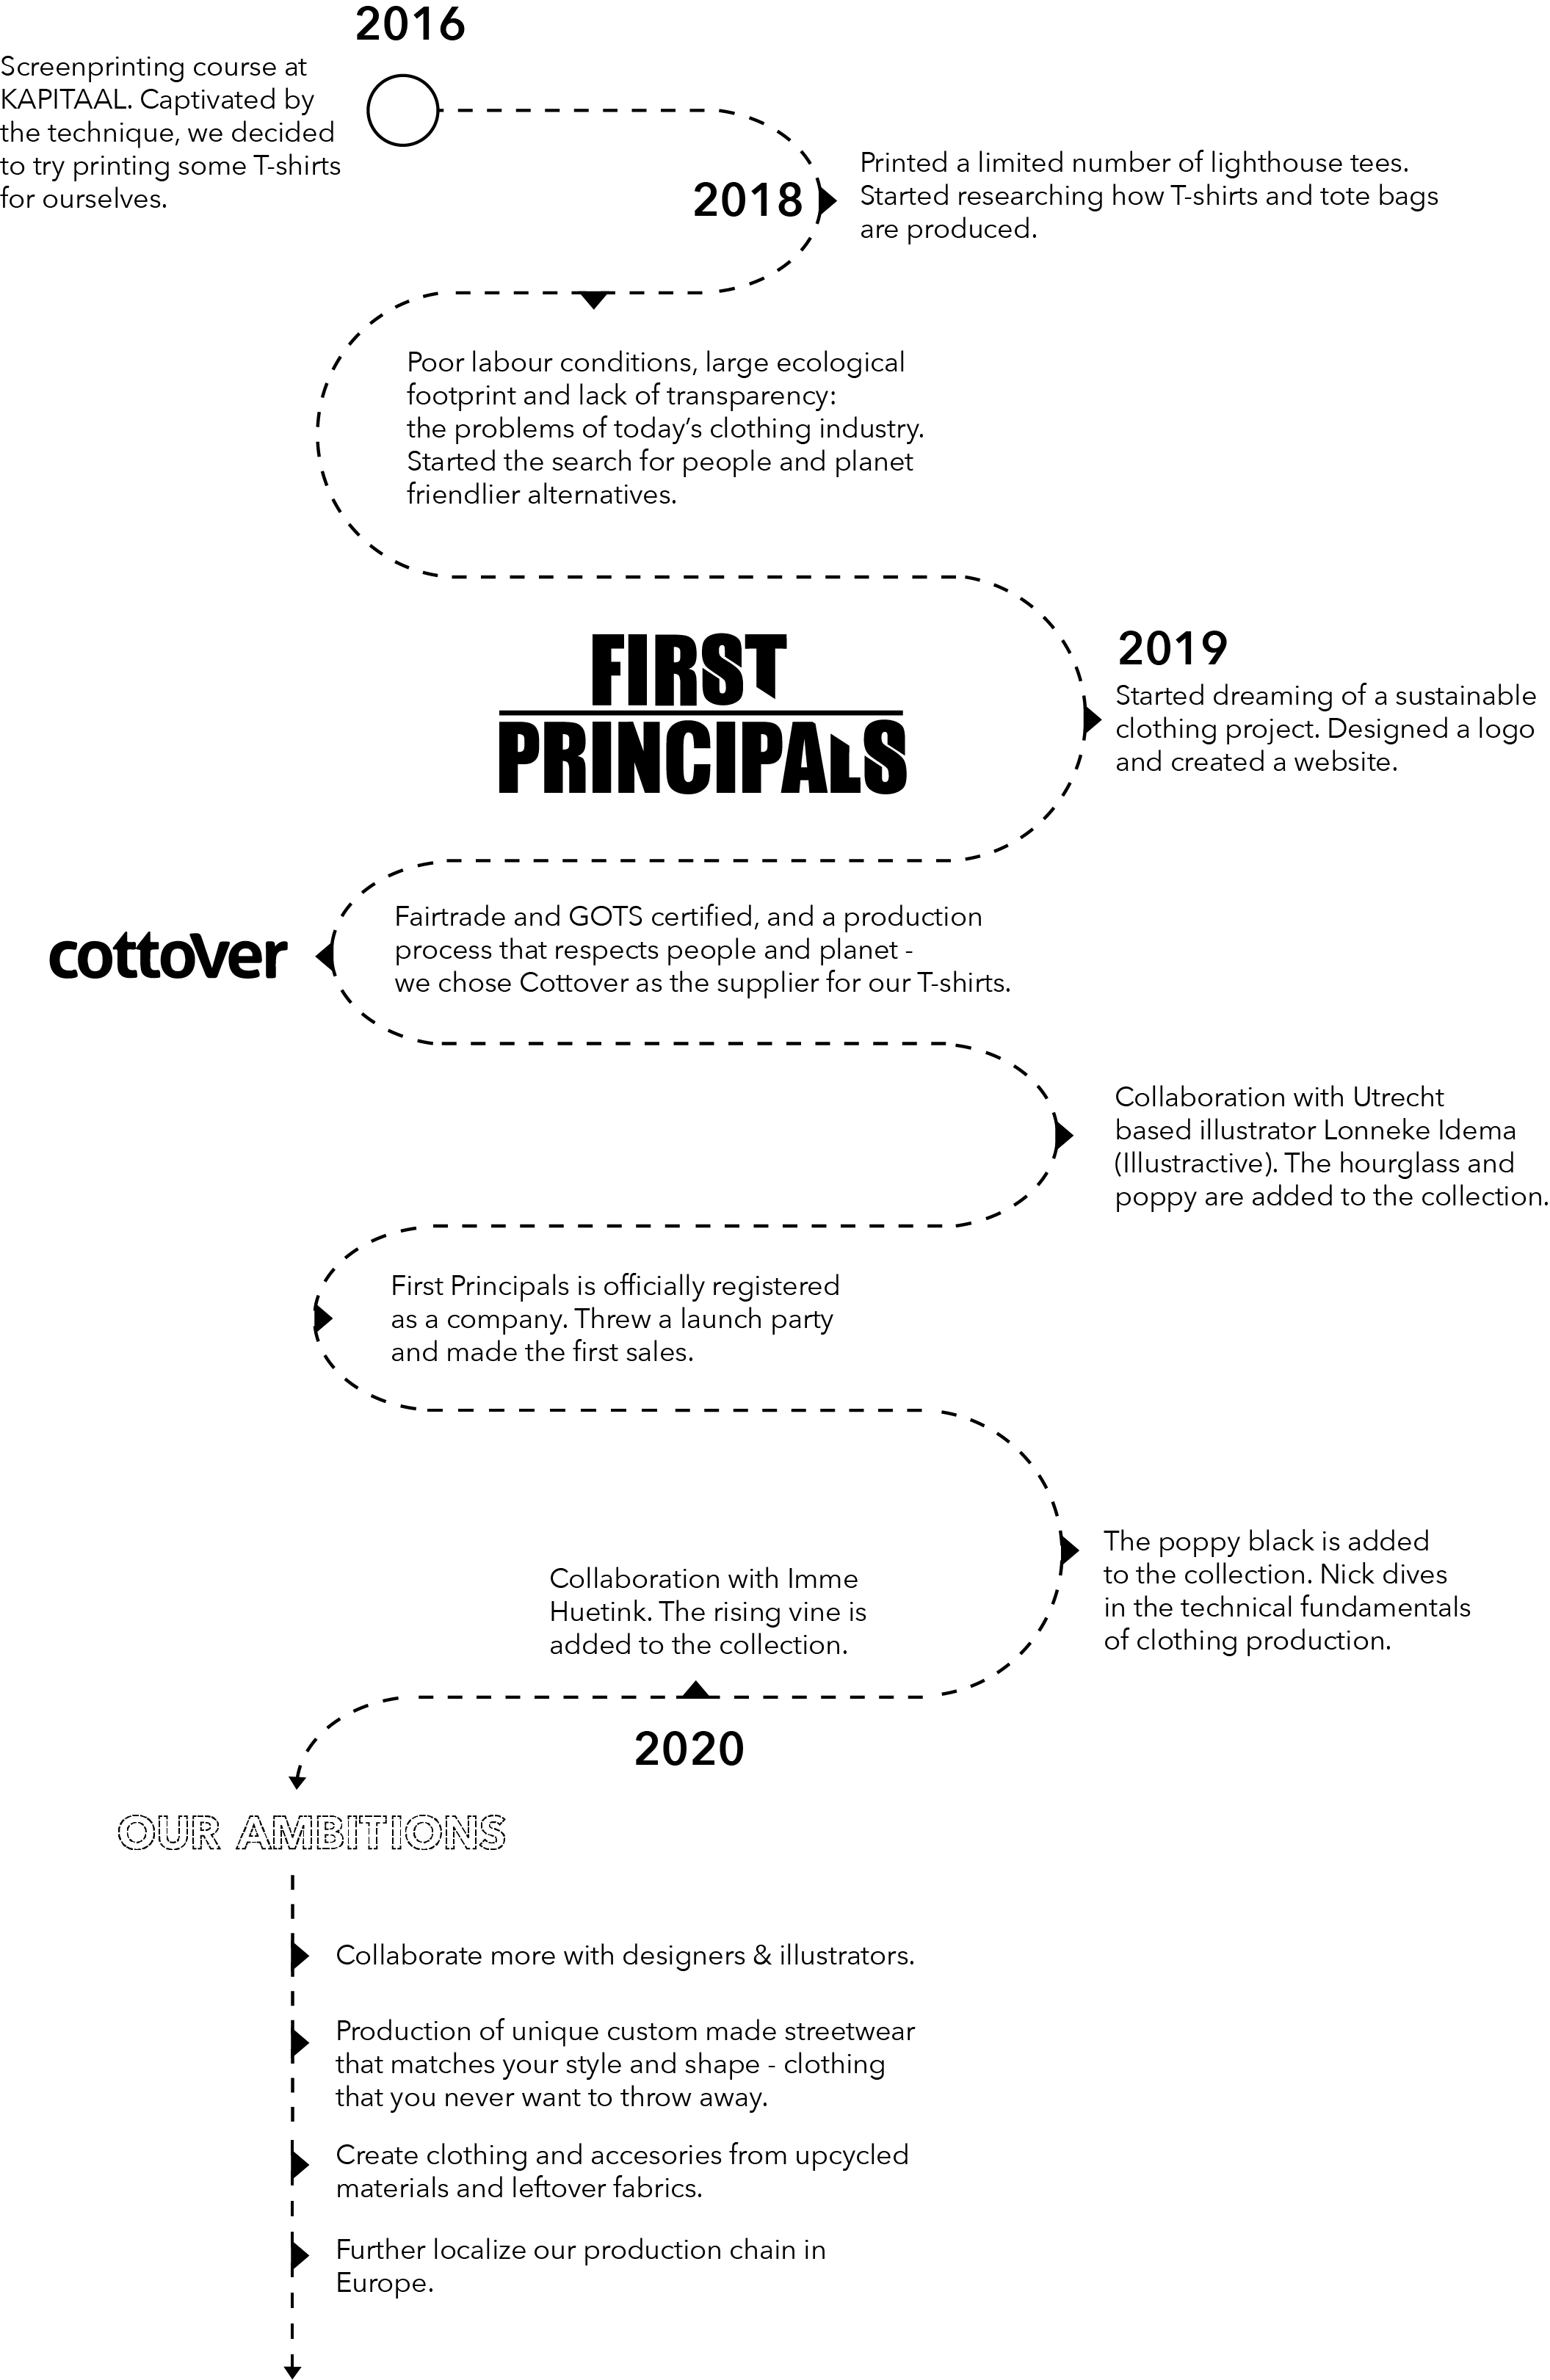 2016
Screenprinting course at
KAPITAAL. Captivated by
the technique, we decided
to try printing some T-shirts
for ourselves.
2018
Printed a limited number of lighthouse tees.
Started researching how T-shirts and tote bags
are produced.
Poor labour conditions, large ecological
footprint and lack of transparency:
the problems of today’s clothing industry.
Started the search for people and planet
friendlier alternatives.
FIRST
PRINCIPALS
2019
Started dreaming of a sustainable
clothing project. Designed a logo
and created a website.
cottover
Fairtrade and GOTS certified, and a production
process that respects people and planet -
we chose Cottover as the supplier for our T-shirts.
Collaboration with Utrecht
based illustrator Lonneke Idema
(Illustractive). The hourglass and
poppy are added to the collection.
First Principals is officially registered
as a company. Threw a launch party
and made the first sales.
The poppy black is added
to the collection. Nick dives
in the technical fundamentals
of clothing production.
Collaboration with Imme
Huetink. The rising vine is
added to the collection.
2020
OUR AMBITIONS
Collaborate more with designers & illustrators.
Production of unique custom made streetwear
that matches your style and shape - clothing
that you never want to throw away.
Create clothing and accesories from upcycled
materials and leftover fabrics.
Further localize our production chain in
Europe.